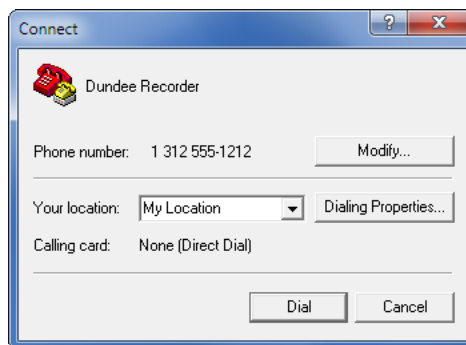 Connect
Dundee Recorder
Phone number: 1 312 555-1212 Modify...
Your location: My Location Dialing Properties...
Calling card: None (Direct Dial)
Dial Cancel